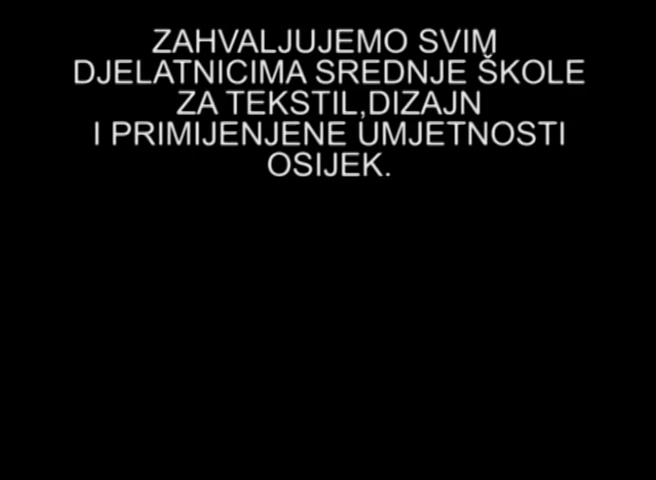 ZAHVALJUJEMO SVIM
DJELATNICIMA SREDNJE ŠKOLE
ZA TEKSTIL,DIZAJN
I PRIMIJENJENE UMJETNOSTI
OSIJEK.